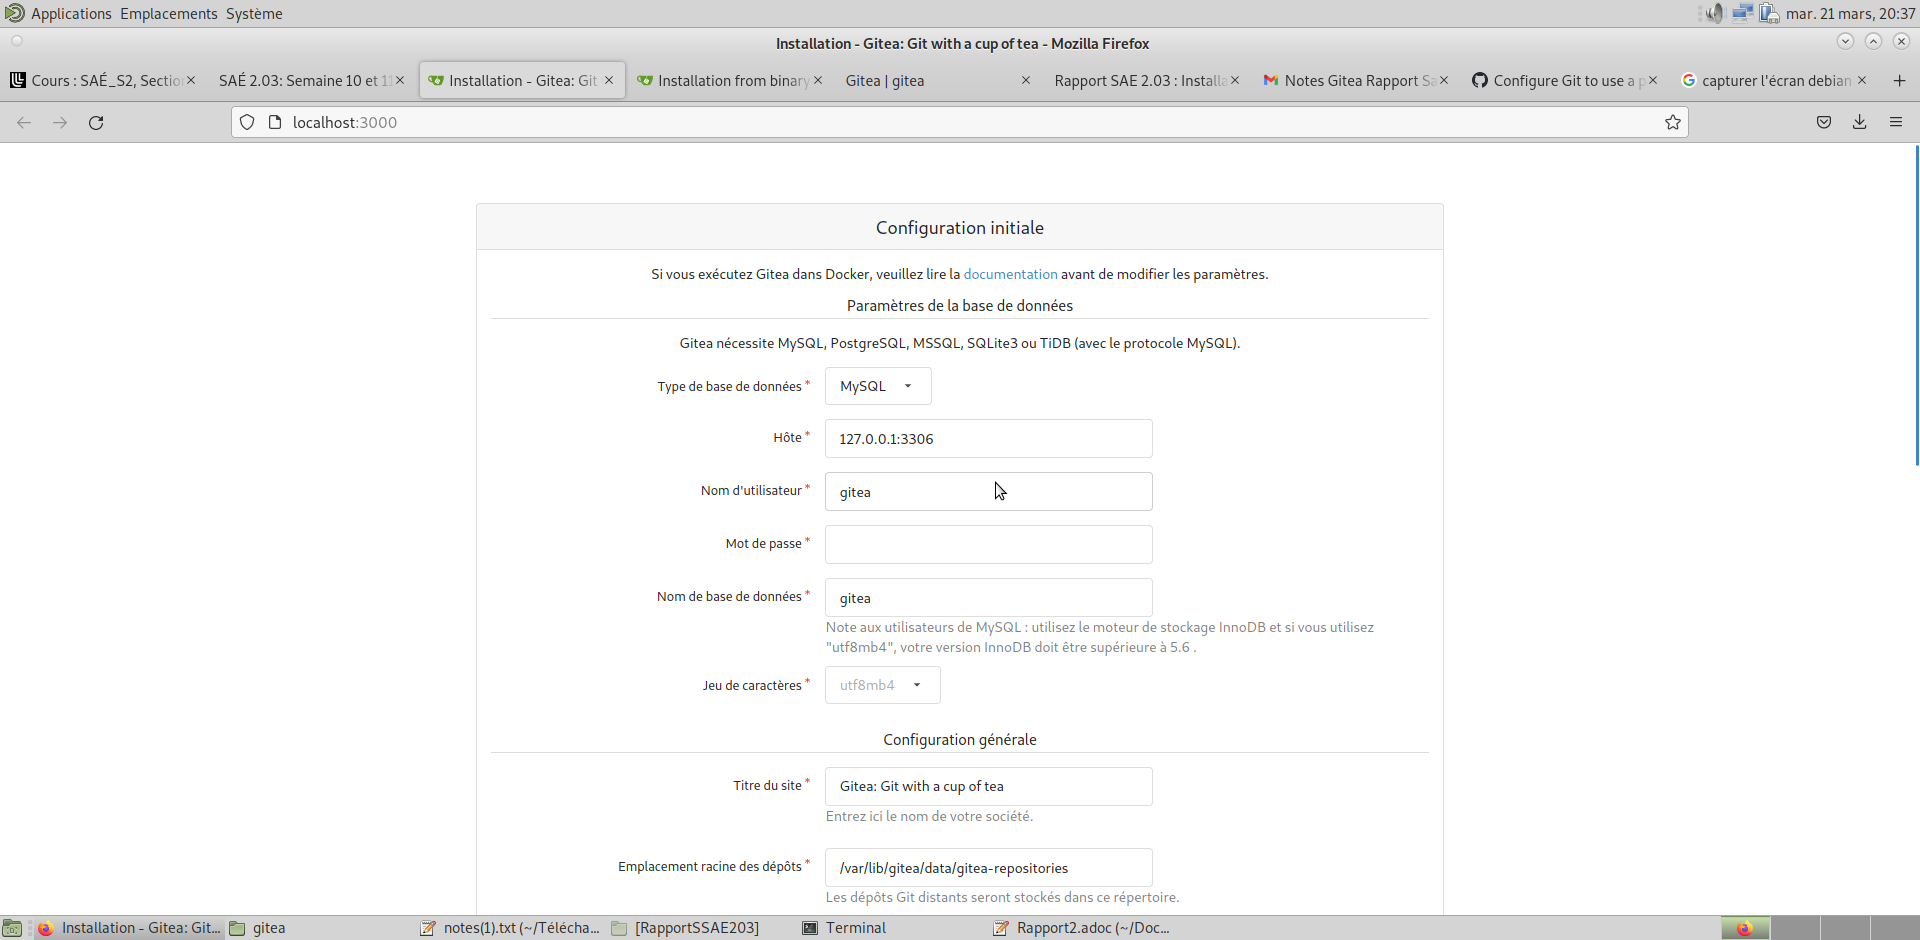 Applications Emplacements Système
mar. 21 mars, 20:37
Installation - Gitea: Git with a cup of tea - Mozilla Firefox
Cours : SAÉ_S2, Sectio
SAÉ 2.03: Semaine 10 et 11
Installation - Gitea: Git
Installation from binary
Gitea | gitea
Rapport SAE 2.03 : Installa
Notes Gitea Rapport Sa
Configure Git to use a p
capturer l'écran debian
localhost:3000
Configuration initiale
Si vous exécutez Gitea dans Docker, veuillez lire la documentation avant de modifier les paramètres.
Paramètres de la base de données
Gitea nécessite MySQL, PostgreSQL, MSSQL, SQLite3 ou TiDB (avec le protocole MySQL).
Type de base de données * MySQL
Hôte * 127.0.0.1:3306
Nom d'utilisateur * gitea
Mot de passe *
Nom de base de données * gitea
Note aux utilisateurs de MySQL : utilisez le moteur de stockage InnoDB et si vous utilisez
"utf8mb4", votre version InnoDB doit être supérieure à 5.6 .
Jeu de caractères * utf8mb4
Configuration générale
Titre du site * Gitea: Git with a cup of tea
Entrez ici le nom de votre société.
Emplacement racine des dépôts * /var/lib/gitea/data/gitea-repositories
Les dépôts Git distants seront stockés dans ce répertoire.
Installation - Gitea: Git...
gitea
notes(1).txt (~/Télécha...
[RapportSSAE203]
Terminal
Rapport2.adoc (~/Doc...